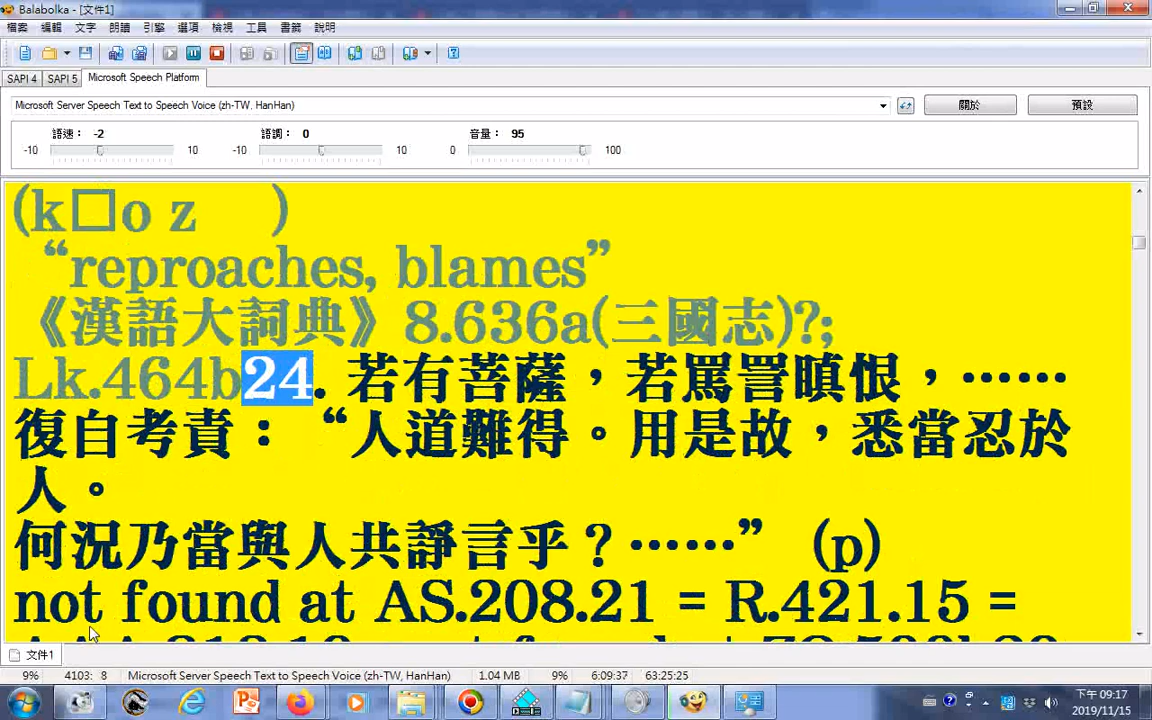 Balabolka - [文件1]
檔案 編輯 文字 朗讀 引擎 選項 檢視 工具 書籤 說明
SAPI 4 SAPI 5 Microsoft Speech Platform
Microsoft Server Speech Text to Speech Voice (zh-TW, HanHan) 關於 預設
語速： -2 語調： 0 音量： 95
-10 10 -10 10 0 100
(k□o z )
“reproaches, blames”
《漢語大詞典》8.636a(三國志)?;
Lk.464b24. 若有菩薩，若罵詈瞋恨，……
復自考責：“人道難得。用是故，悉當忍於
人。
何況乃當與人共諍言乎？……” (p)
not found at AS.208.21 = R.421.15 =
文件1
9% 4103: 8 Microsoft Server Speech Text to Speech Voice (zh-TW, HanHan) 1.04 MB 9% 6:09:37 63:25:25
下午 09:17
2019/11/15